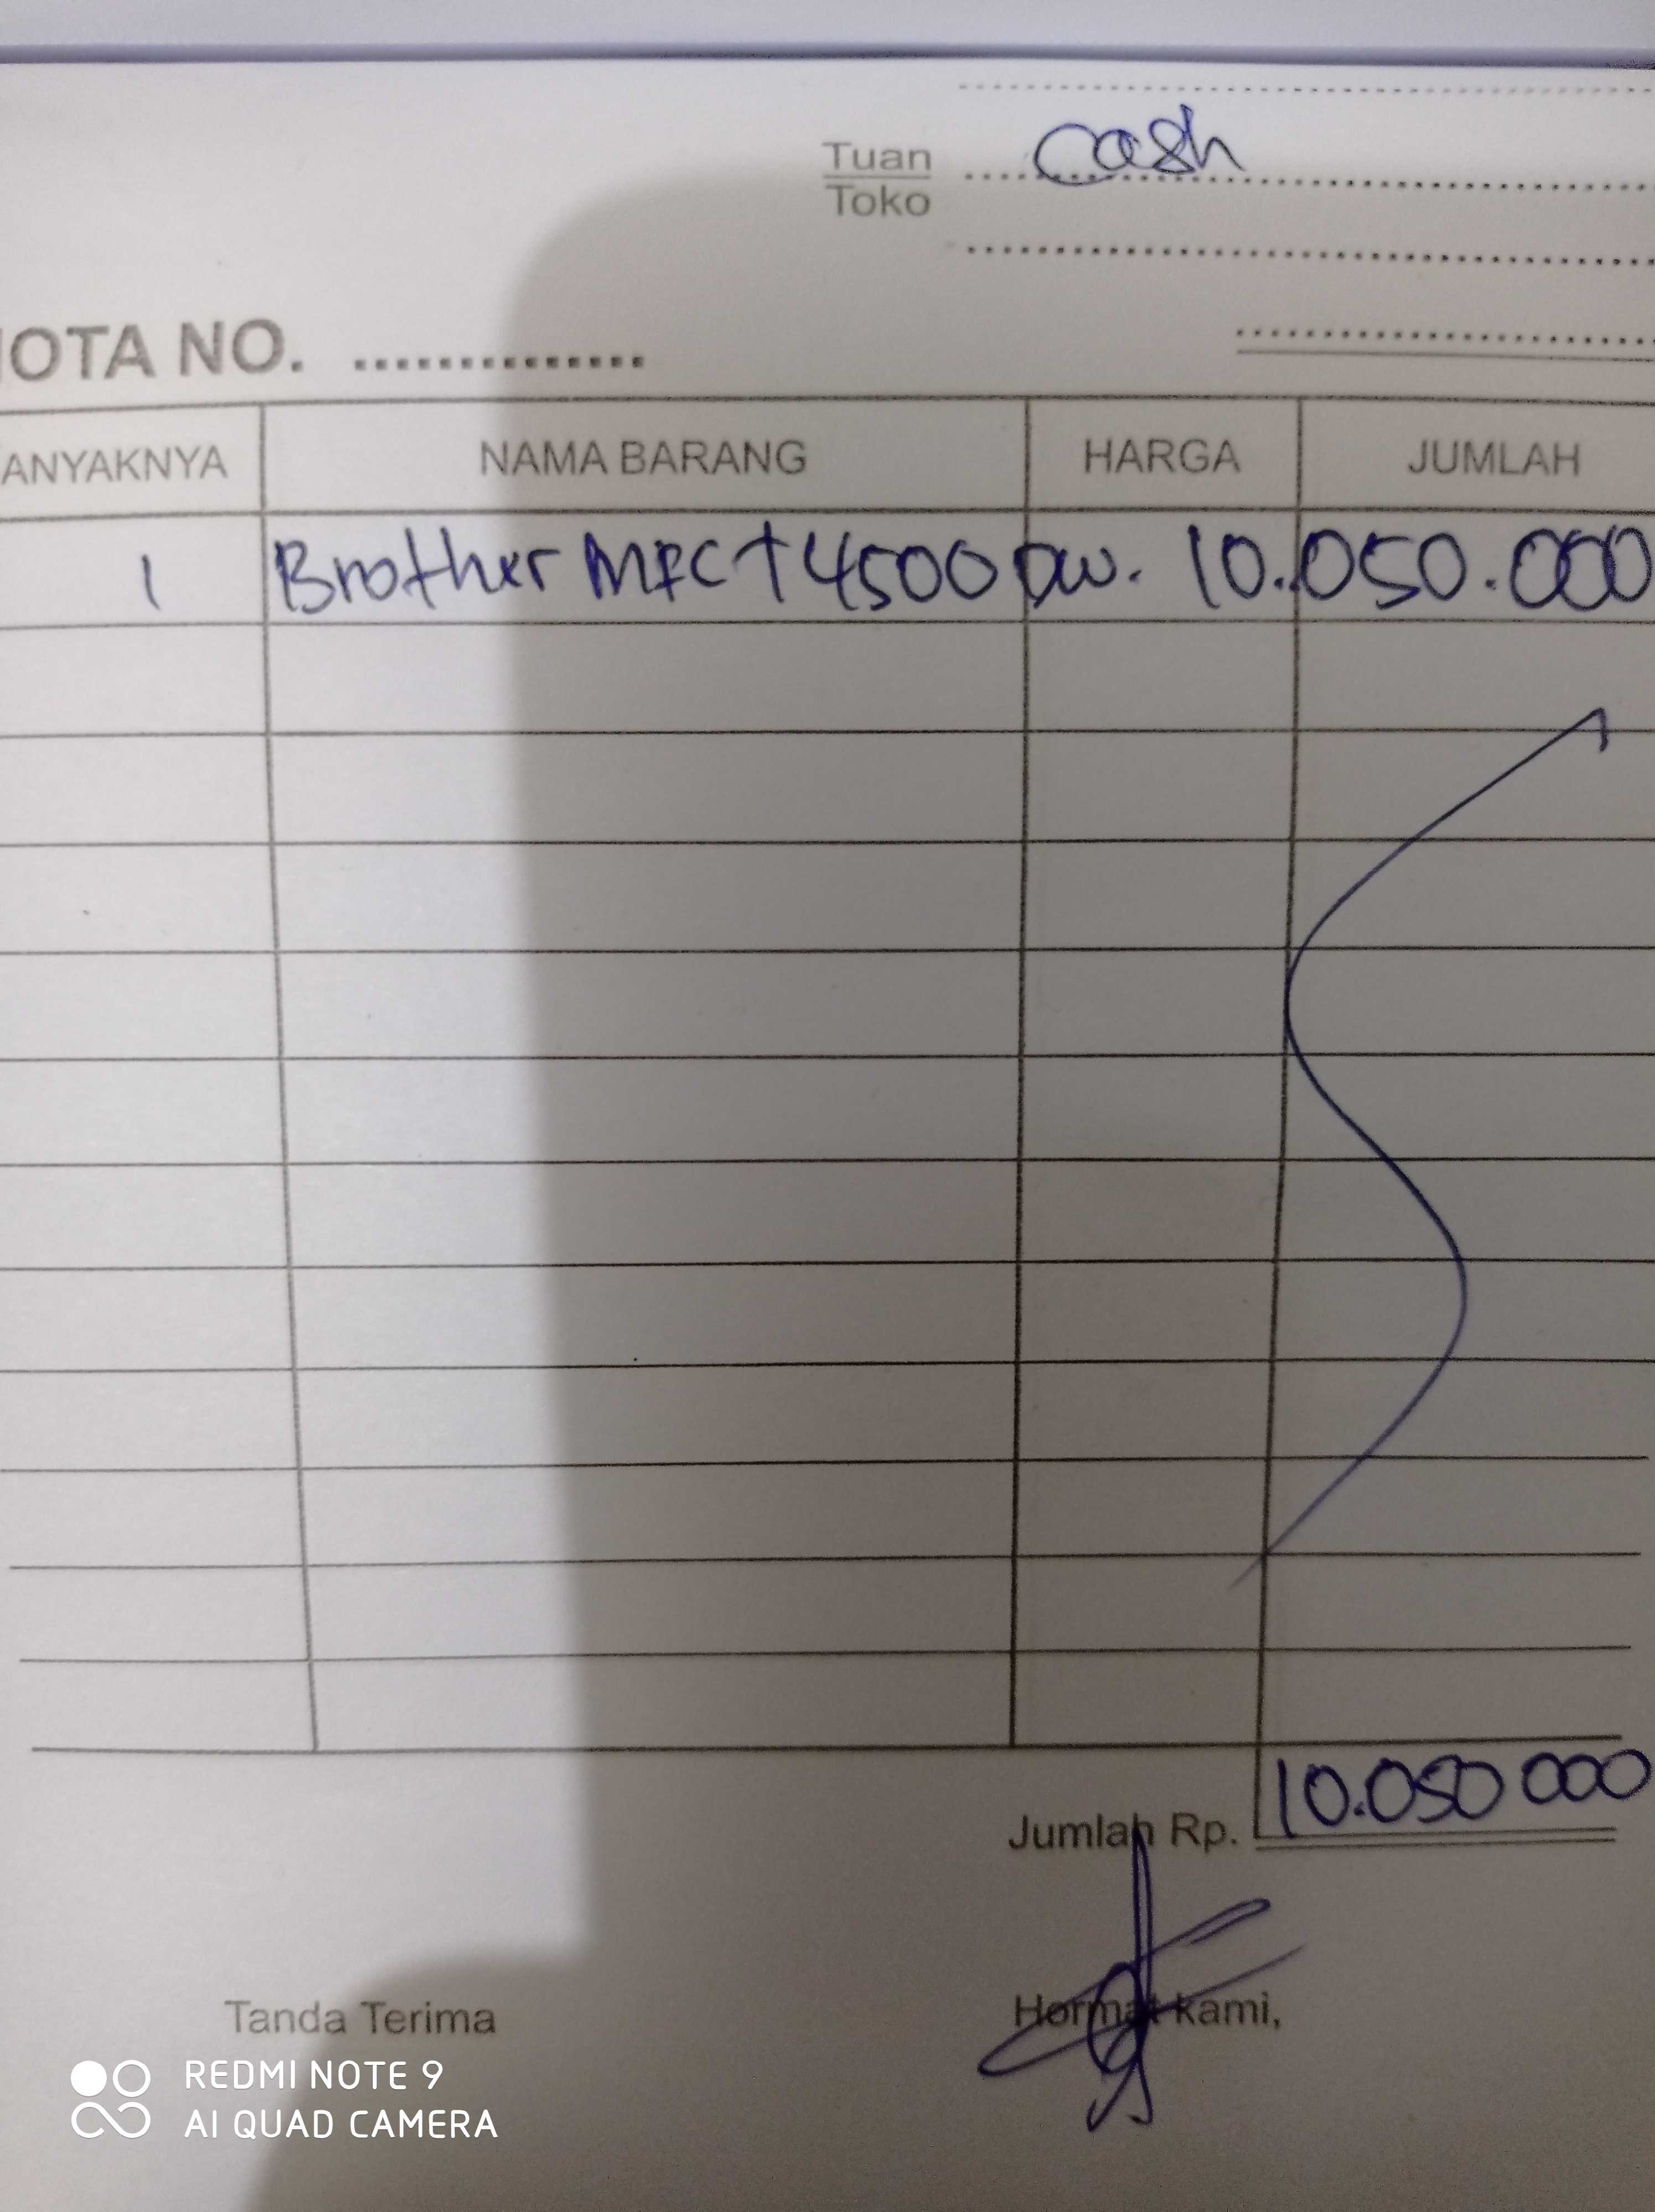 Tuan cash
Toko
IOTA NO. ...............
ANYAKNYA NAMA BARANG HARGA JUMLAH
1 Brother MFC T4500 DW. 10.050.000
Jumlah Rp. 10.050 000
Tanda Terima Hormat kami,
REDMI NOTE 9
AI QUAD CAMERA